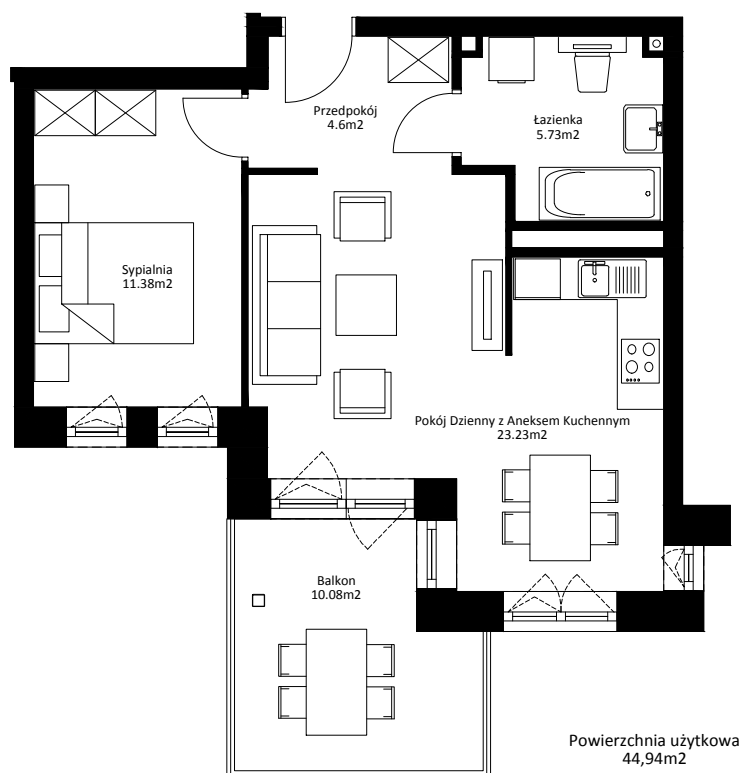 Przedpokój
4.6m2
Łazienka
5.73m2
Sypialnia
11.38m2
Pokój Dzienny z Aneksem Kuchennym
23.23m2
Balkon
10.08m2
Powierzchnia użytkowa
44,94m2